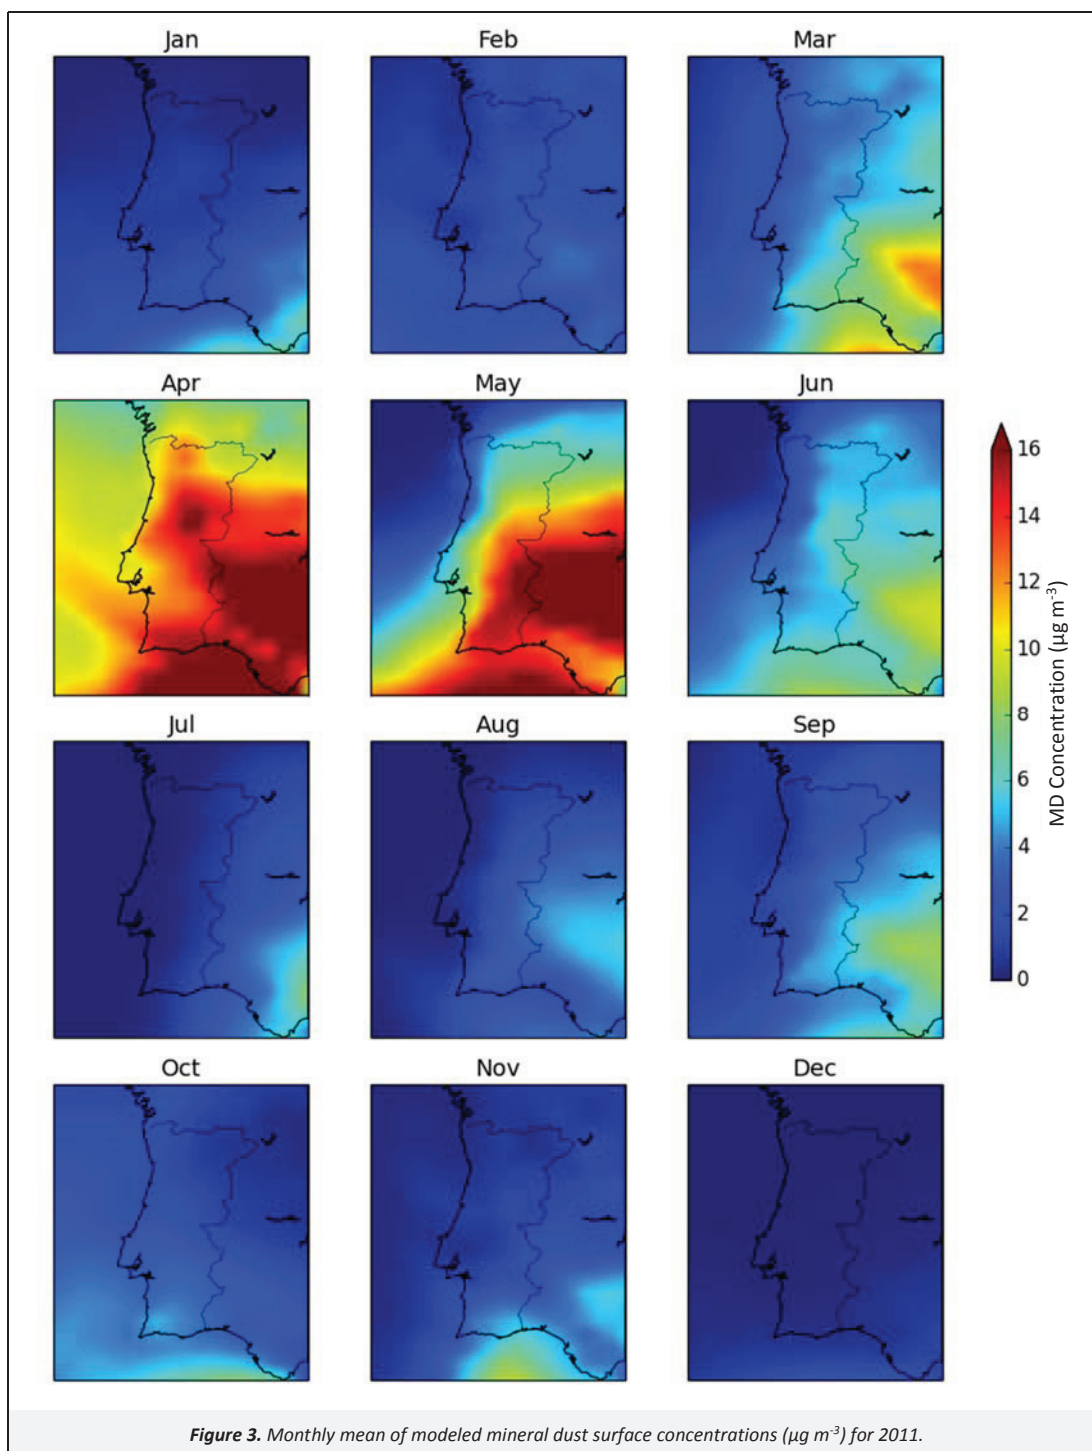 Jan Feb Mar
Apr May Jun
16
14
12
10
8
6
4
2
0
MD Concentration (µg m-3)
Jul Aug Sep
Oct Nov Dec
Figure 3. Monthly mean of modeled mineral dust surface concentrations (µg m-3) for 2011.